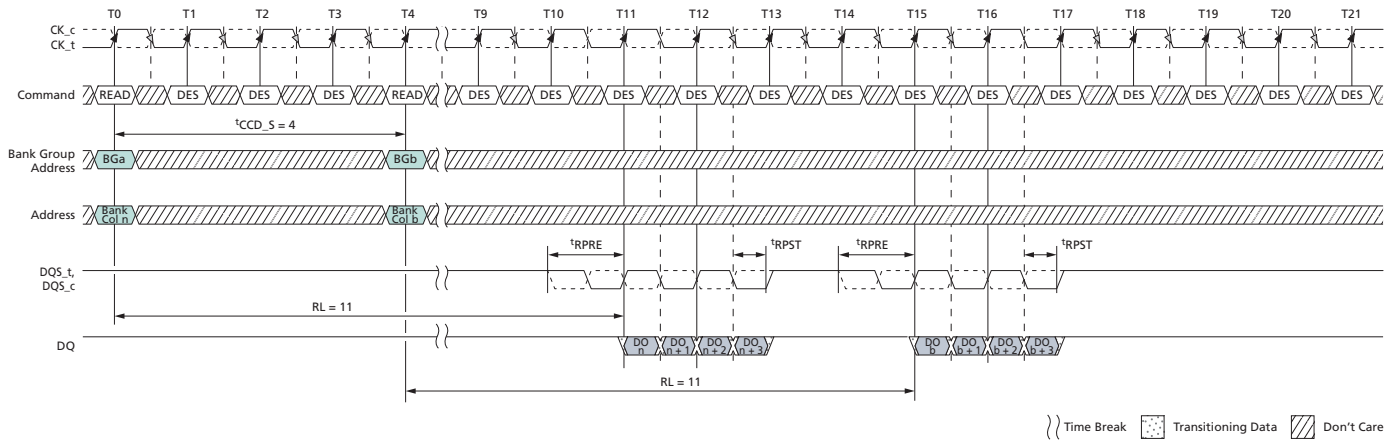 T0 T1 T2 T3 T4 T9 T10 T11 T12 T13 T14 T15 T16 T17 T18 T19 T20 T21
CK_c
CK_t
Command READ DES DES DES READ DES DES DES DES DES DES DES DES DES DES DES DES DES
tCCD_S = 4
Bank Group
Address
BGa BGb
Address
Bank
Col n
Bank
Col b
tRPRE tRPST tRPRE tRPST
DQS_t,
DQS_c
RL = 11
DQ
DO
n
DO
n + 1
DO
n + 2
DO
n + 3
DO
b
DO
b + 1
DO
b + 2
DO
b + 3
RL = 11
Time Break Transitioning Data Don't Care